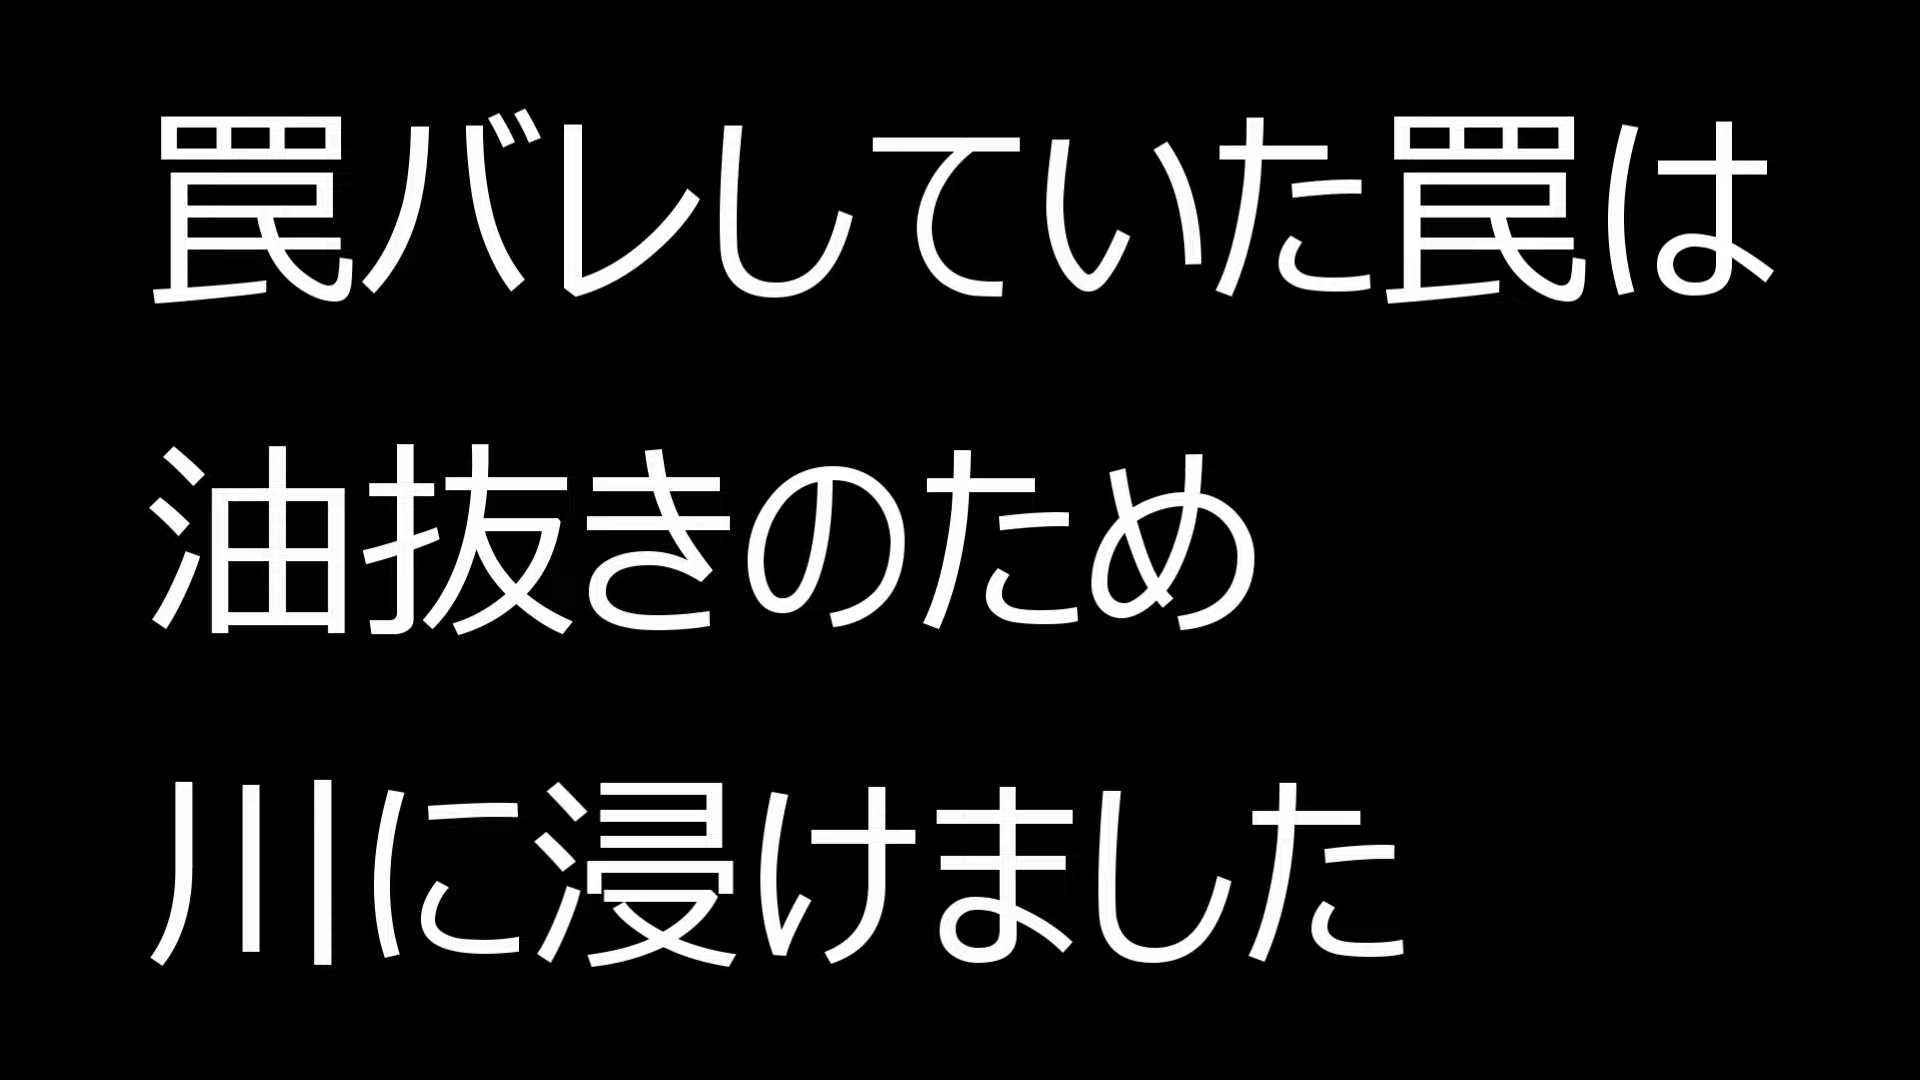 罠バレしていた罠は
油抜きのため
川に浸けました